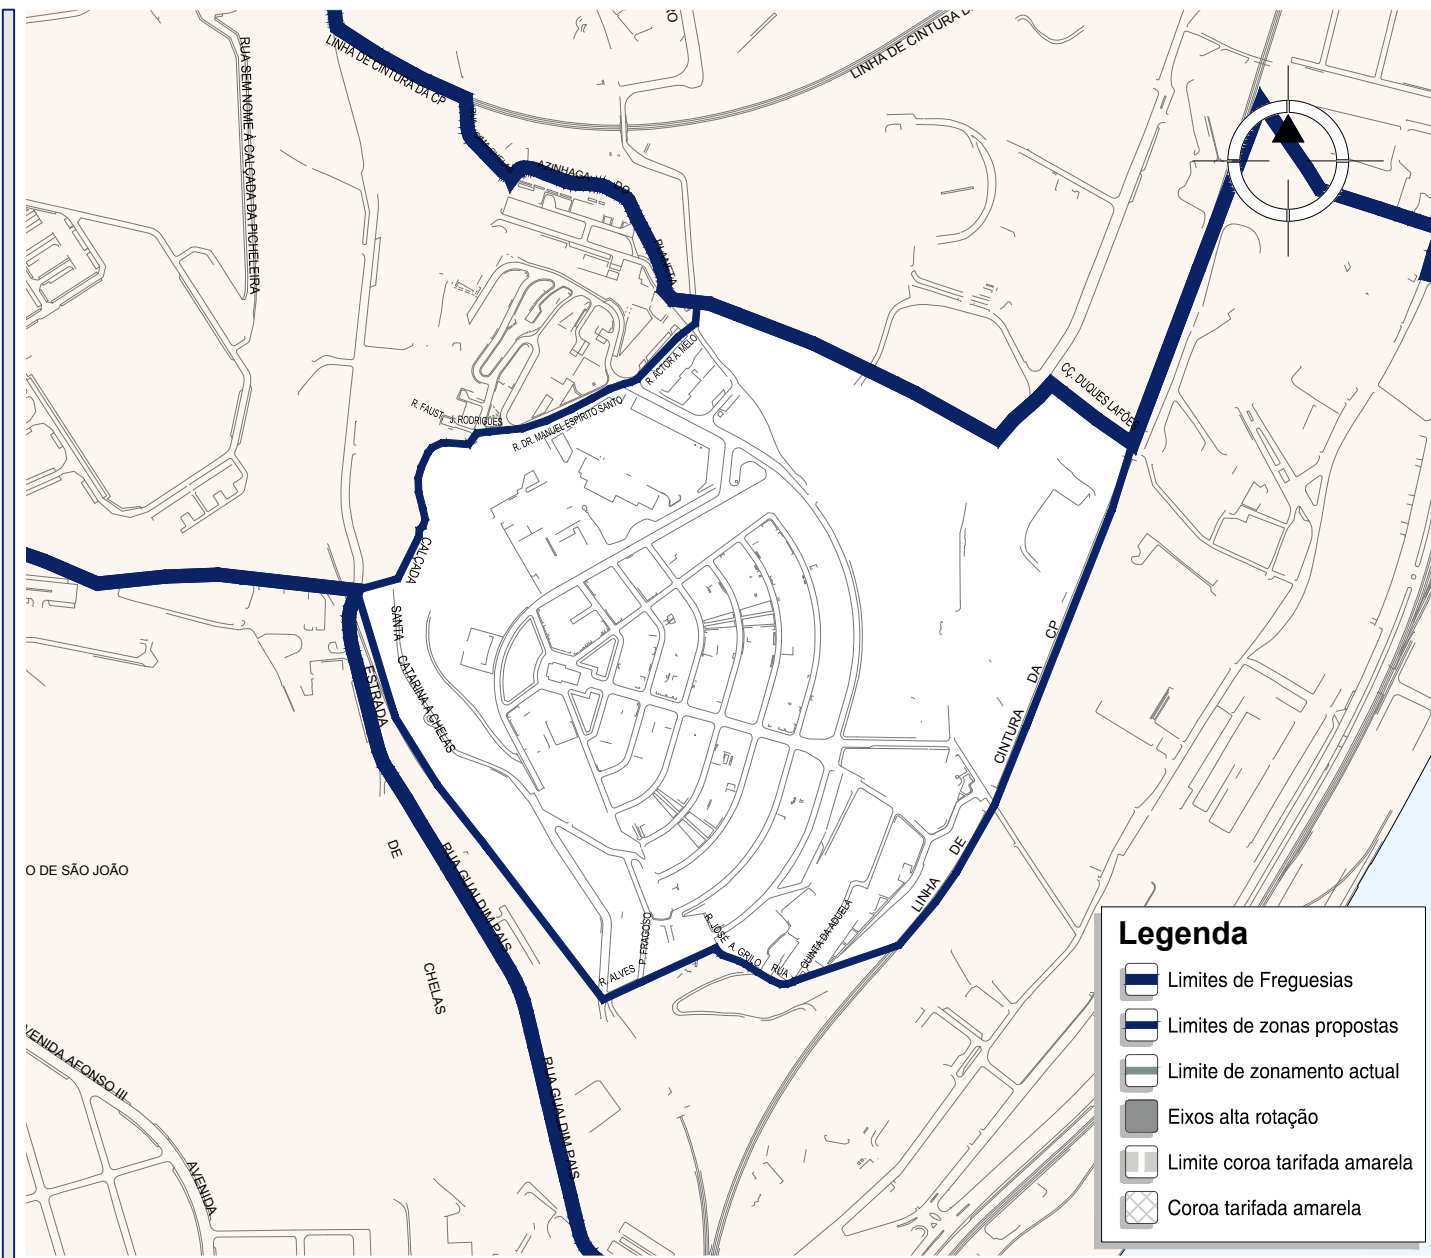 RO
LINHA DE CINTURA DA CP
LINHA DE CINTURA D
RUA SEM NOME À CALÇADA DA PICHELEIRA
AZINHAGA DO
PLANETA
R. ACTOR A. MELO
CÇ. DUQUES LAFÕES
R. FAUST. J. RODRIGUES
R. DR. MANUEL ESPÍRITO SANTO
CALÇADA
SANTA
CATARINA A CHELAS
ESTRADA
DE
CHELAS
RUA GUALDIM PAIS
RUA GUALDIM PAIS
O DE SÃO JOÃO
VENIDA AFONSO III
AVENIDA
R. ALVES
P. FRAGOSO
R. JOSÉ A. GRILO
RUA
QUINTA DA ADUELA
LINHA DE
CINTURA DA CP
Legenda
Limites de Freguesias
Limites de zonas propostas
Limite de zonamento actual
Eixos alta rotação
Limite coroa tarifada amarela
Coroa tarifada amarela